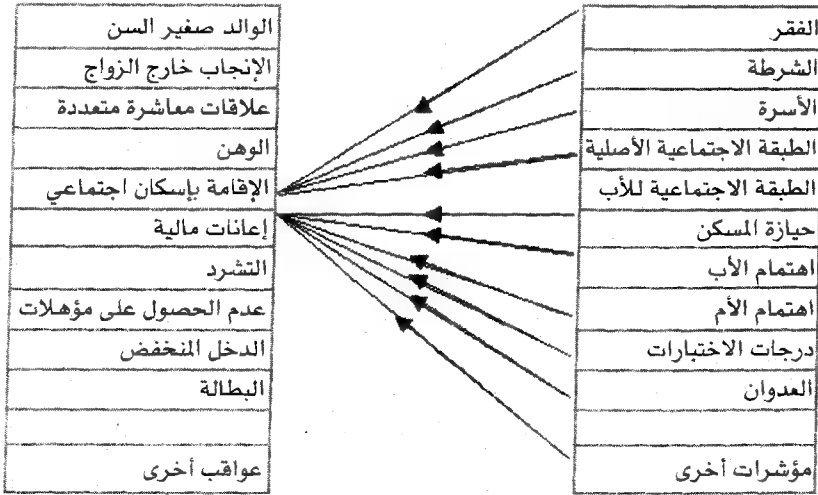 الفقر
الشرطة
الأسرة
الطبقة الاجتماعية الأصلية
الطبقة الاجتماعية للأب
حيازة المسكن
اهتمام الأب
اهتمام الأم
درجات الاختبارات
العدوان
مؤشرات أخرى
الوالد صغير السن
الإنجاب خارج الزواج
علاقات معاشرة متعددة
الوهن
الإقامة بإسكان اجتماعي
إعانات مالية
التشرد
عدم الحصول على مؤهلات
الدخل المنخفض
البطالة
عواقب أخرى